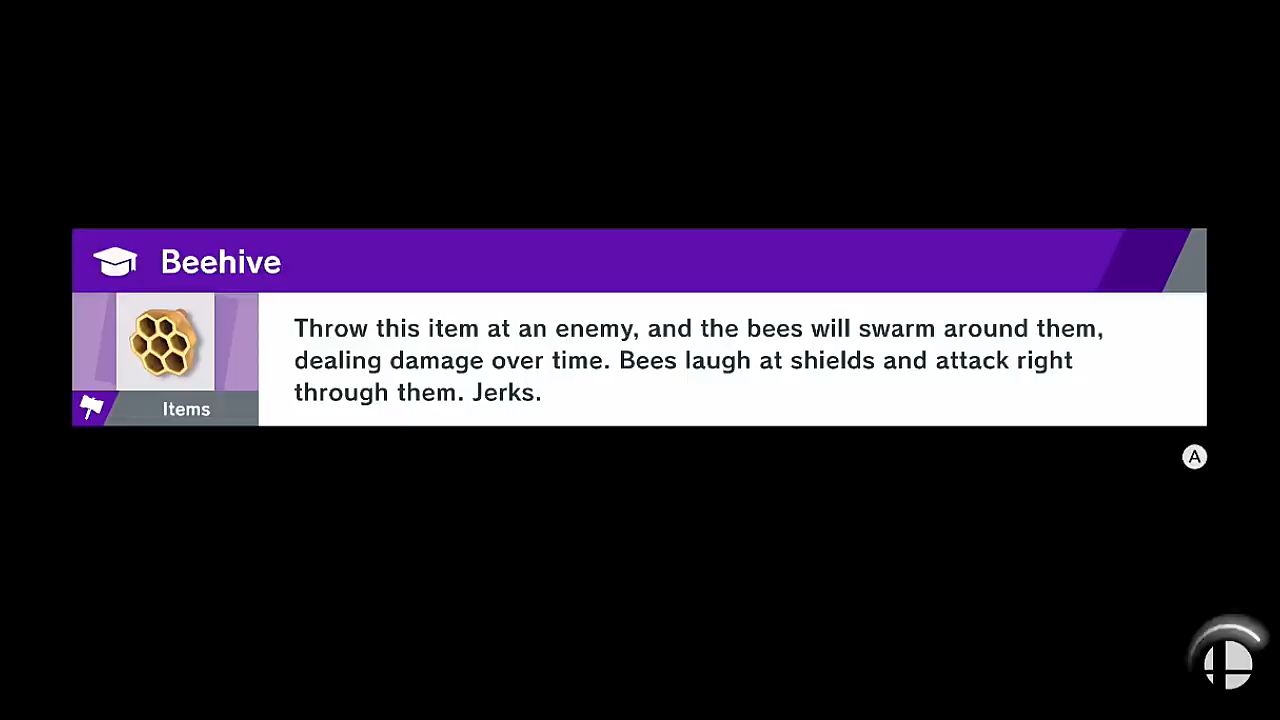 Beehive
Throw this item at an enemy, and the bees will swarm around them,
dealing damage over time. Bees laugh at shields and attack right
through them. Jerks.
Items
A